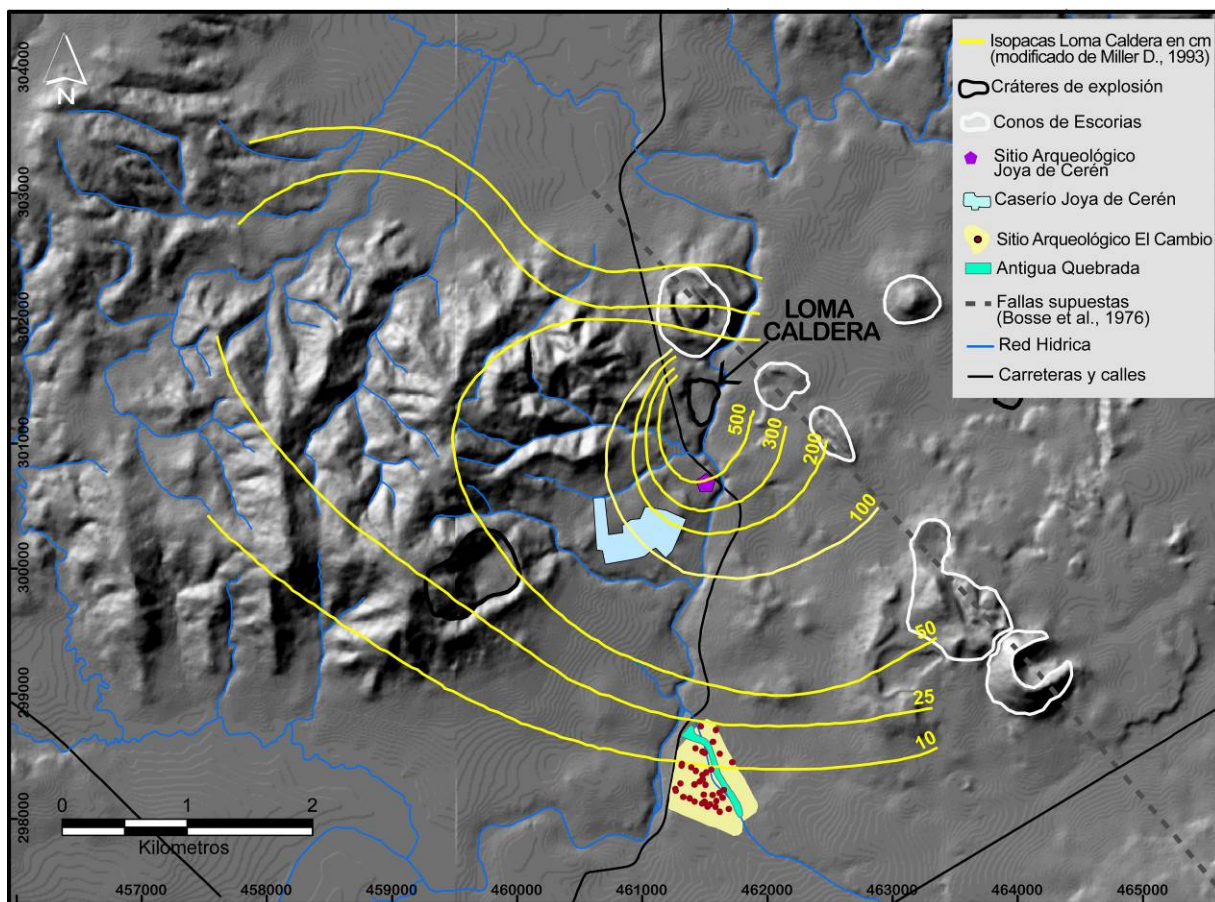 Isopacas Loma Caldera en cm
(modificado de Miller D., 1993)
Cráteres de explosión
Conos de Escorias
Sitio Arqueológico
Joya de Cerén
Caserío Joya de Cerén
Sitio Arqueológico El Cambio
Antigua Quebrada
Fallas supuestas
(Bosse et al., 1976)
Red Hidrica
Carreteras y calles
N
304000
303000
302000
301000
300000
299000
298000
LOMA
CALDERA
500
300
200
100
50
25
10
0 1 2
Kilometros
457000 458000 459000 460000 461000 462000 463000 464000 465000